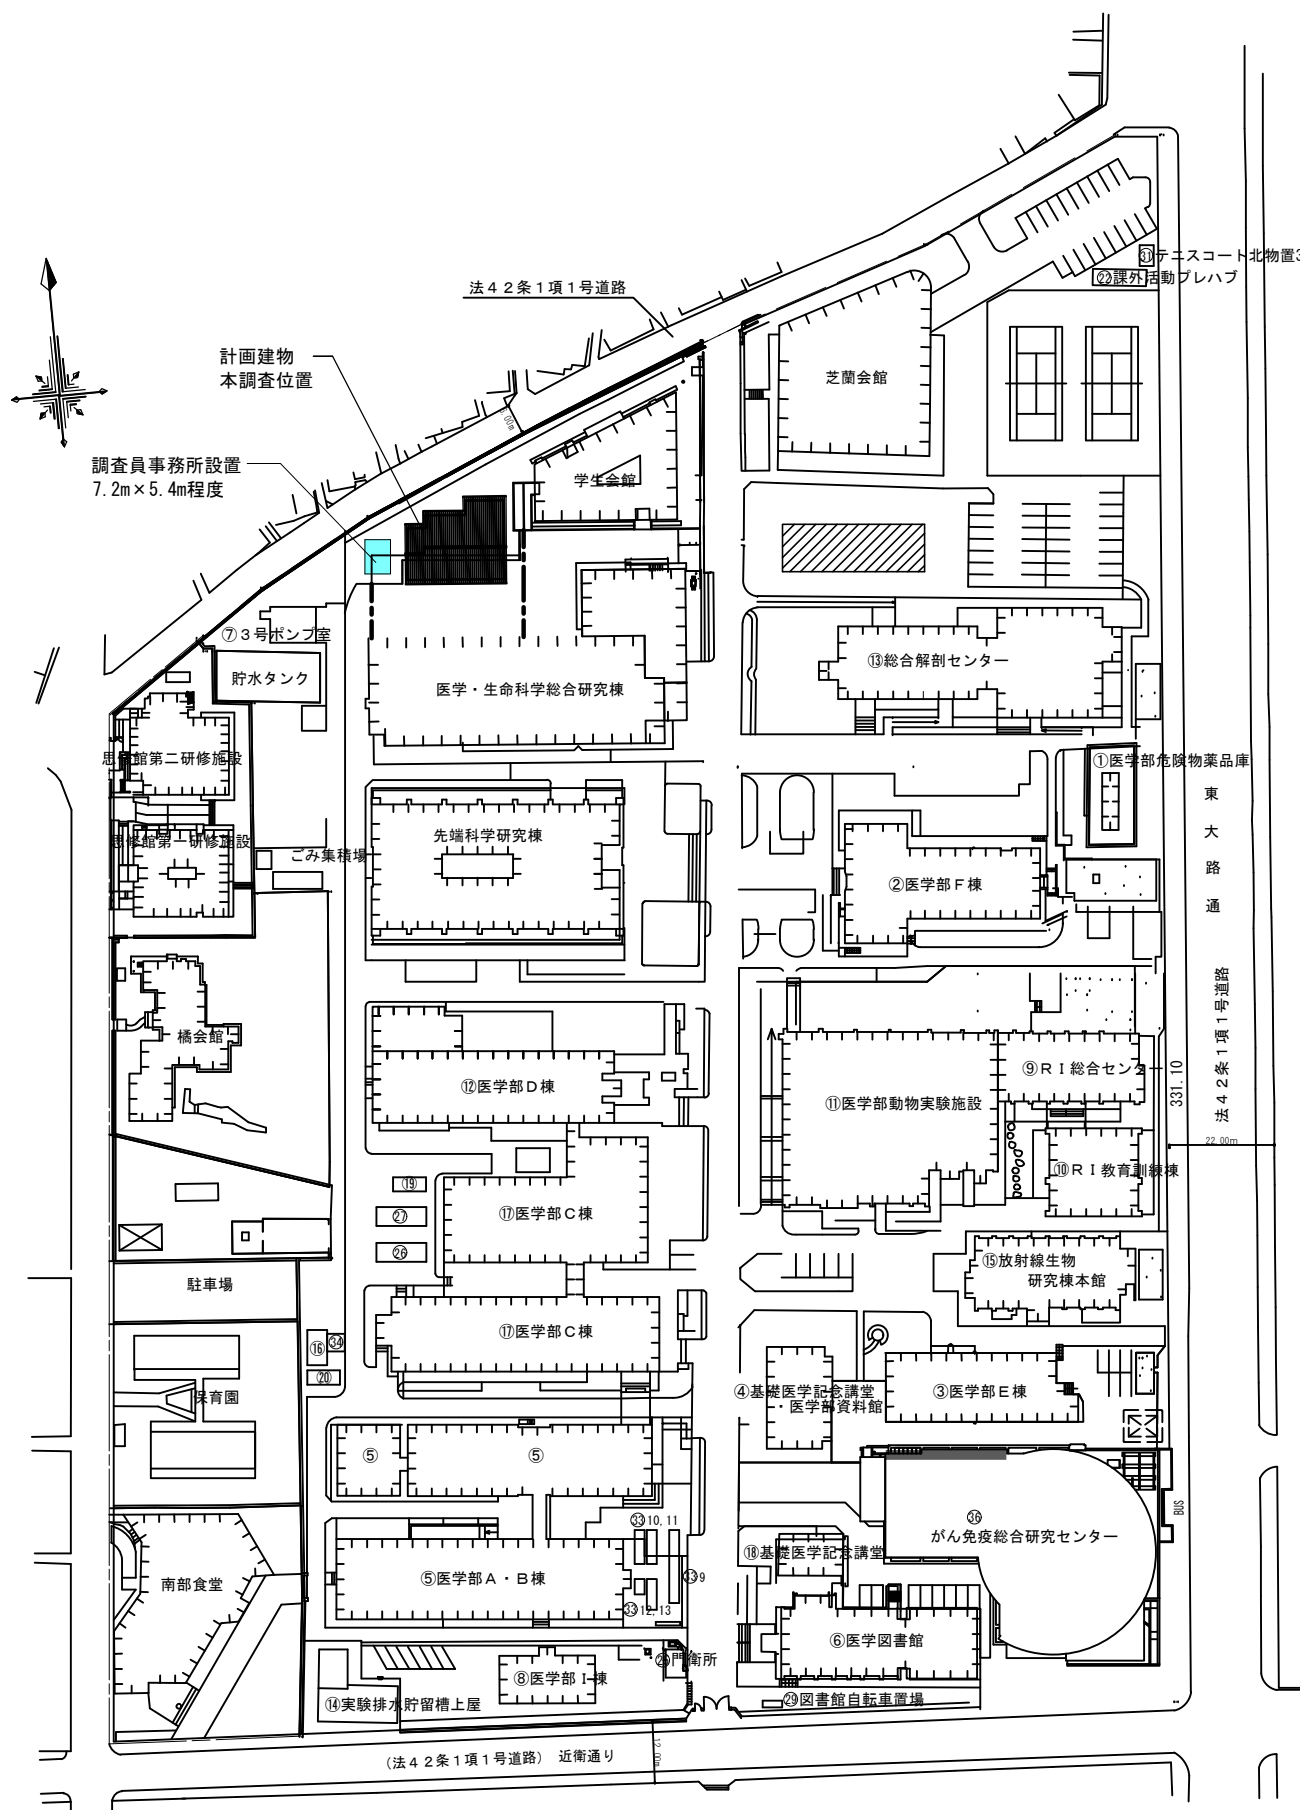 ㉛テニスコート北物置3
㉒課外活動プレハブ
法４２条１項１号道路
計画建物
本調査位置
芝蘭会館
調査員事務所設置
7.2m×5.4m程度
学生会館
⑦３号ポンプ室
貯水タンク
⑬総合解剖センター
医学・生命科学総合研究棟
思修館第二研修施設
①医学部危険物薬品庫
東大路通
思修館第一研修施設
ごみ集積場
先端科学研究棟
②医学部Ｆ棟
橘会館
⑫医学部Ｄ棟
⑪医学部動物実験施設
⑨ＲＩ総合センター
331.10
法４２条１項１号道路
22.00m
⑩ＲＩ教育訓練棟
⑲
㉗
㉖
⑰医学部Ｃ棟
⑮放射線生物
研究棟本館
駐車場
⑰医学部Ｃ棟
⑯
㉞
⑳
保育園
④基礎医学記念講堂
・医学部資料館
③医学部Ｅ棟
⑤
⑤
㊱
がん免疫総合研究センター
BUS
㉝10,11
⑱基礎医学記念講堂
南部食堂
⑤医学部Ａ・Ｂ棟
㉝9
㉝12,13
⑥医学図書館
門衛所
⑧医学部Ｉ棟
⑭実験排水貯留槽上屋
㉙図書館自転車置場
(法４２条１項１号道路)　近衛通り
12.00m